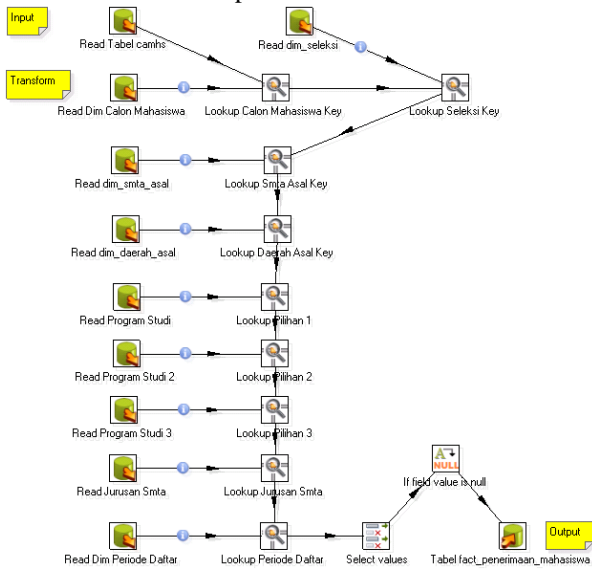 Input
Read Tabel camhs
Read dim_seleksi
Transform
Read Dim Calon Mahasiswa
Lookup Calon Mahasiswa Key
Lookup Seleksi Key
Read dim_smta_asal
Lookup Smta Asal Key
Read dim_daerah_asal
Lookup Daerah Asal Key
Read Program Studi
Lookup Pilihan 1
Read Program Studi 2
Lookup Pilihan 2
Read Program Studi 3
Lookup Pilihan 3
NULL
If field value is null
Read Jurusan Smta
Lookup Jurusan Smta
Output
Read Dim Periode Daftar
Lookup Periode Daftar
Select values
Tabel fact_penerimaan_mahasiswa